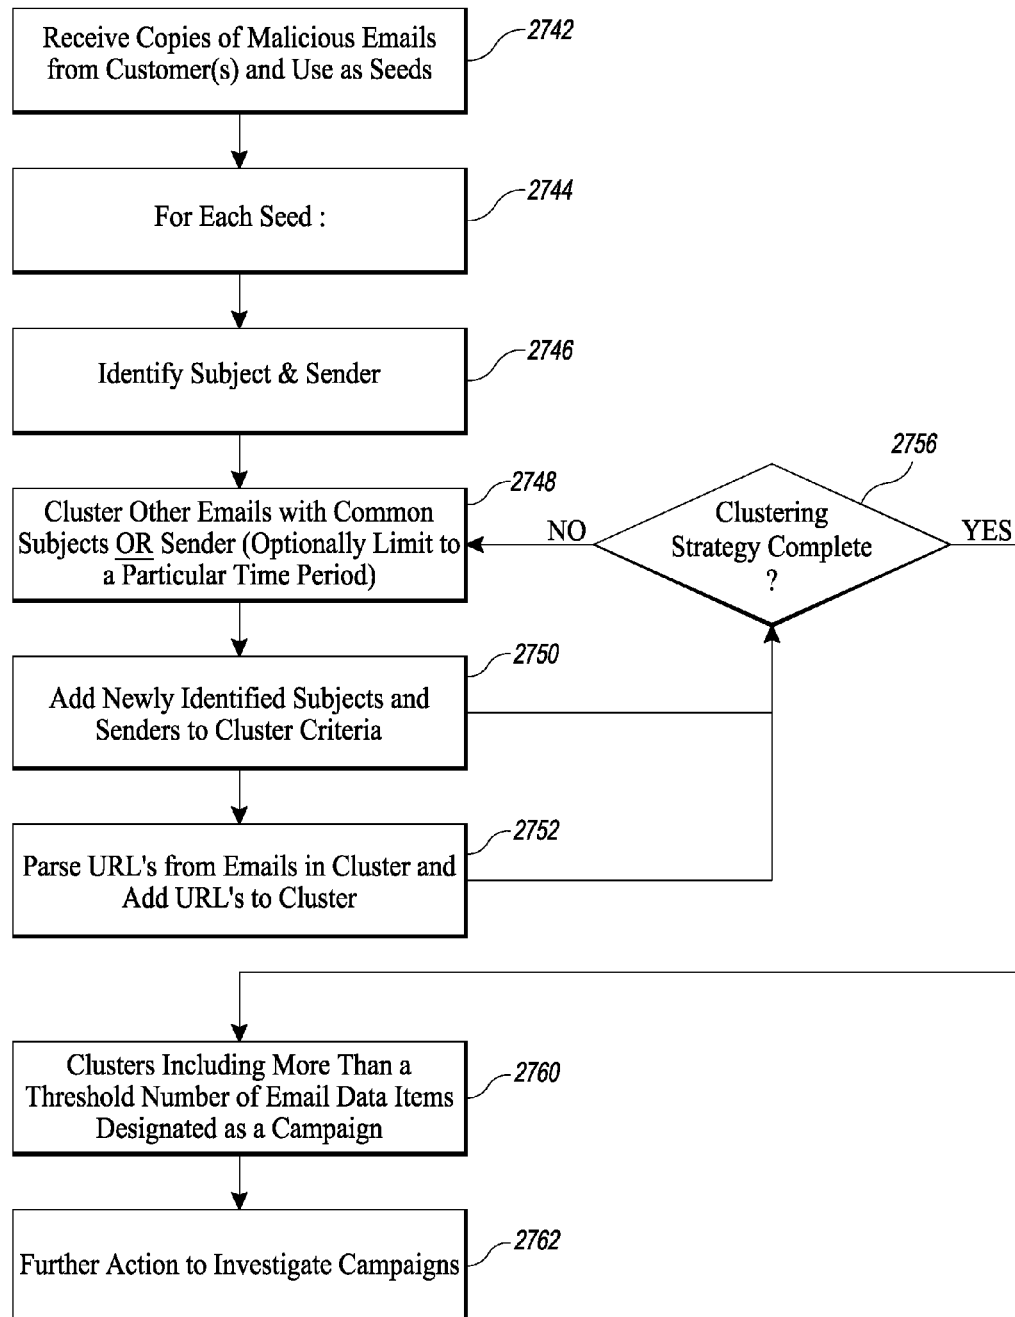 Receive Copies of Malicious Emails
from Customer(s) and Use as Seeds
2742
For Each Seed :
2744
Identify Subject & Sender
2746
Cluster Other Emails with Common
Subjects OR Sender (Optionally Limit to
a Particular Time Period)
2748
NO
Clustering
Strategy Complete
?
2756
YES
Add Newly Identified Subjects and
Senders to Cluster Criteria
2750
Parse URL's from Emails in Cluster and
Add URL's to Cluster
2752
Clusters Including More Than a
Threshold Number of Email Data Items
Designated as a Campaign
2760
Further Action to Investigate Campaigns
2762